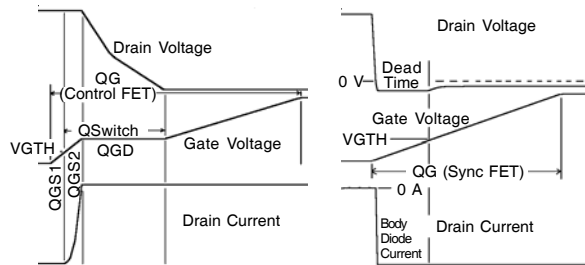 Drain Voltage
QG
(Control FET)
QSwitch
VGTH
QGD
Gate Voltage
QGS1
QGS2
Drain Current
Drain Voltage
0 V
Dead
Time
Gate Voltage
VGTH
QG (Sync FET)
0 A
Body
Diode
Current
Drain Current